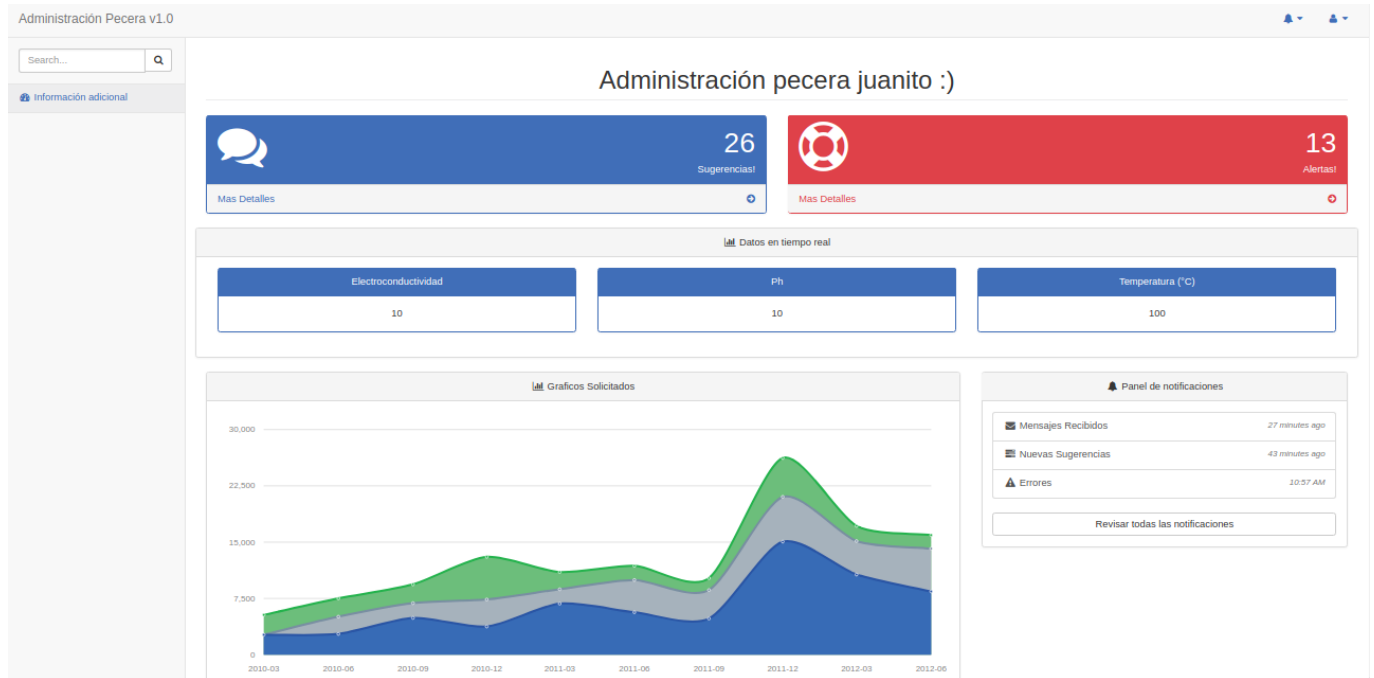 Administración Pecera v1.0
Search...
Información adicional
Administración pecera juanito :)
26
Sugerencias!
Mas Detalles
13
Alertas!
Mas Detalles
Datos en tiempo real
Electroconductividad
10
Ph
10
Temperatura (°C)
100
Graficos Solicitados
30,000
22,500
15,000
7,500
0
2010-03 2010-06 2010-09 2010-12 2011-03 2011-06 2011-09 2011-12 2012-03 2012-06
Panel de notificaciones
Mensajes Recibidos 27 minutes ago
Nuevas Sugerencias 43 minutes ago
Errores 10:57 AM
Revisar todas las notificaciones